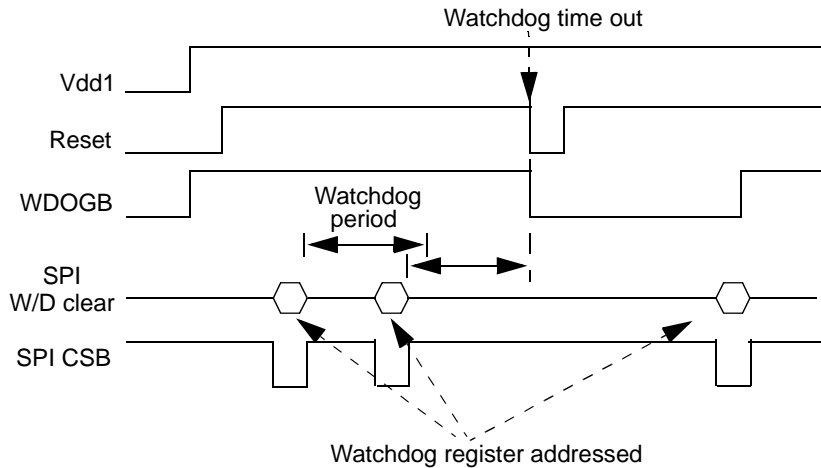 Watchdog time out
Vdd1
Reset
WDOGB
Watchdog
period
SPI
W/D clear
SPI CSB
Watchdog register addressed